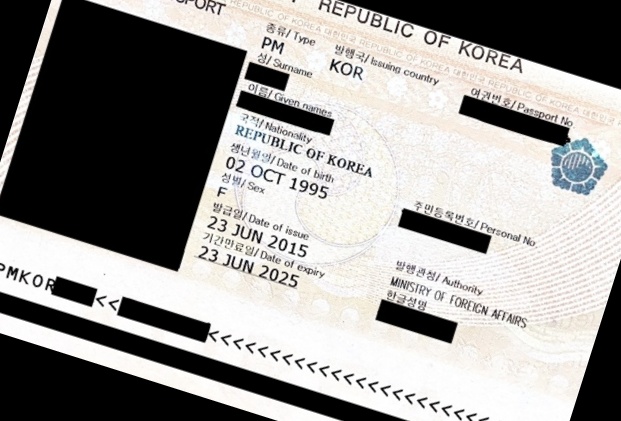 SPORT
REPUBLIC OF KOREA
종류/ Type
발행국/ Issuing country
여권번호/ Passport No
PM
KOR
성/ Surname
이름/ Given names
국적/ Nationality
REPUBLIC OF KOREA
생년월일/ Date of birth
02 OCT 1995
성별/ Sex
주민등록번호/ Personal No
F
발급일/ Date of issue
발행관청/ Authority
23 JUN 2015
MINISTRY OF FOREIGN AFFAIRS
기간만료일/ Date of expiry
한글성명
23 JUN 2025
PMKOR
<<
<<<<<<<<<<<<<<<<<<<<<<<<<<